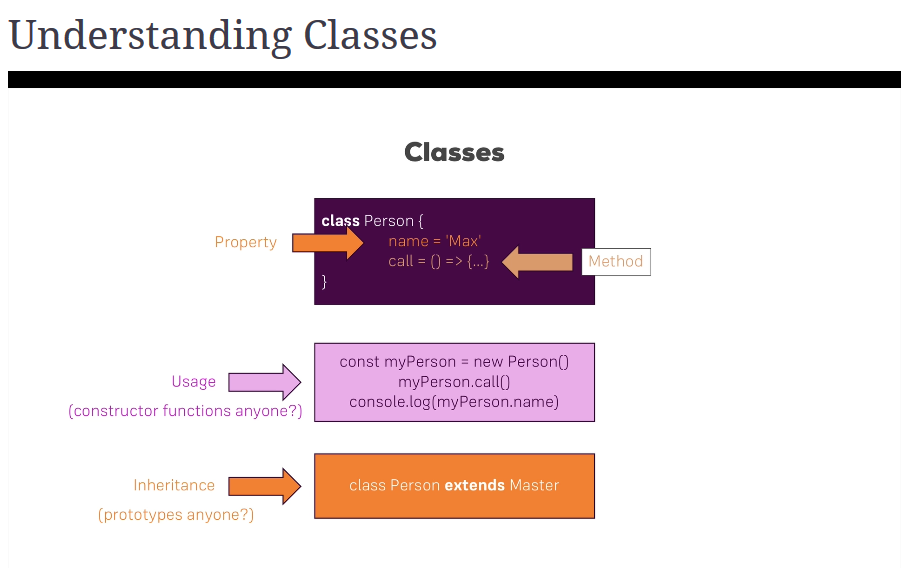 Understanding Classes
Classes
class Person {
Property
name = 'Max'
call = () => {...}
Method
}
Usage
(constructor functions anyone?)
const myPerson = new Person()
myPerson.call()
console.log(myPerson.name)
Inheritance
(prototypes anyone?)
class Person extends Master